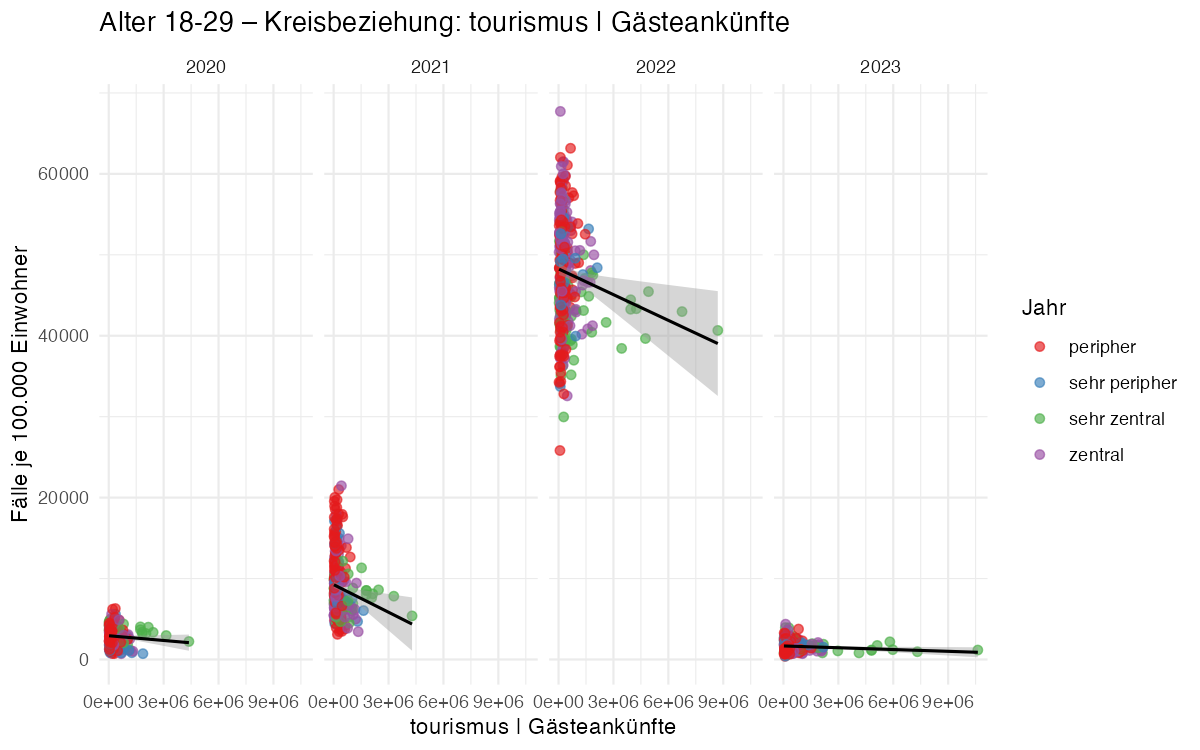 Alter 18-29 – Kreisbeziehung: tourismus | Gästeankünfte
2020 2021 2022 2023
60000
40000
20000
0
Fälle je 100.000 Einwohner
0e+00 3e+06 6e+06 9e+06 0e+00 3e+06 6e+06 9e+06 0e+00 3e+06 6e+06 9e+06 0e+00 3e+06 6e+06 9e+06
tourismus | Gästeankünfte
Jahr
peripher
sehr peripher
sehr zentral
zentral